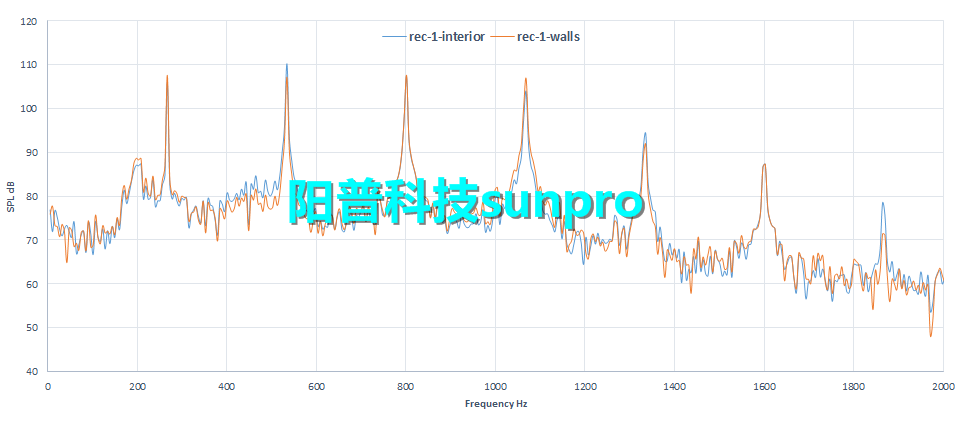 120
rec-1-interior rec-1-walls
110
100
90
80
70
60
50
40
SPL dB
阳普科技sunpro
0 200 400 600 800 1000 1200 1400 1600 1800 2000
Frequency Hz